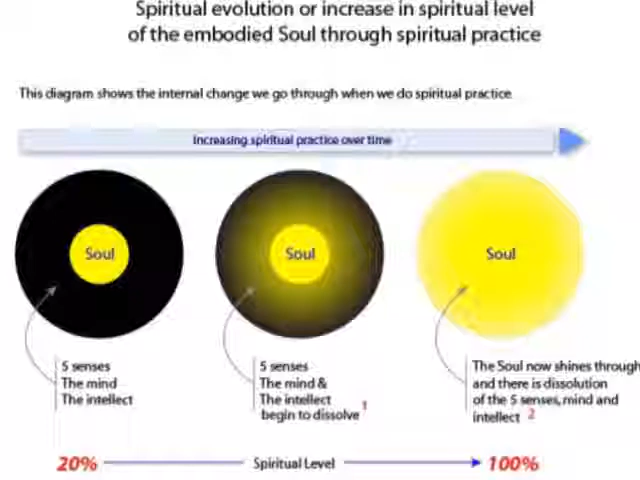 Spiritual evolution or increase in spiritual level
of the embodied Soul through spiritual practice
This diagram shows the internal change we go through when we do spiritual practice
Increasing spiritual practice over time
Soul
Soul
Soul
5 senses
The mind
The intellect
5 senses
The mind &
The intellect
begin to dissolve 1
The Soul now shines through
and there is dissolution
of the 5 senses, mind and
intellect 2
20%
Spiritual Level
100%